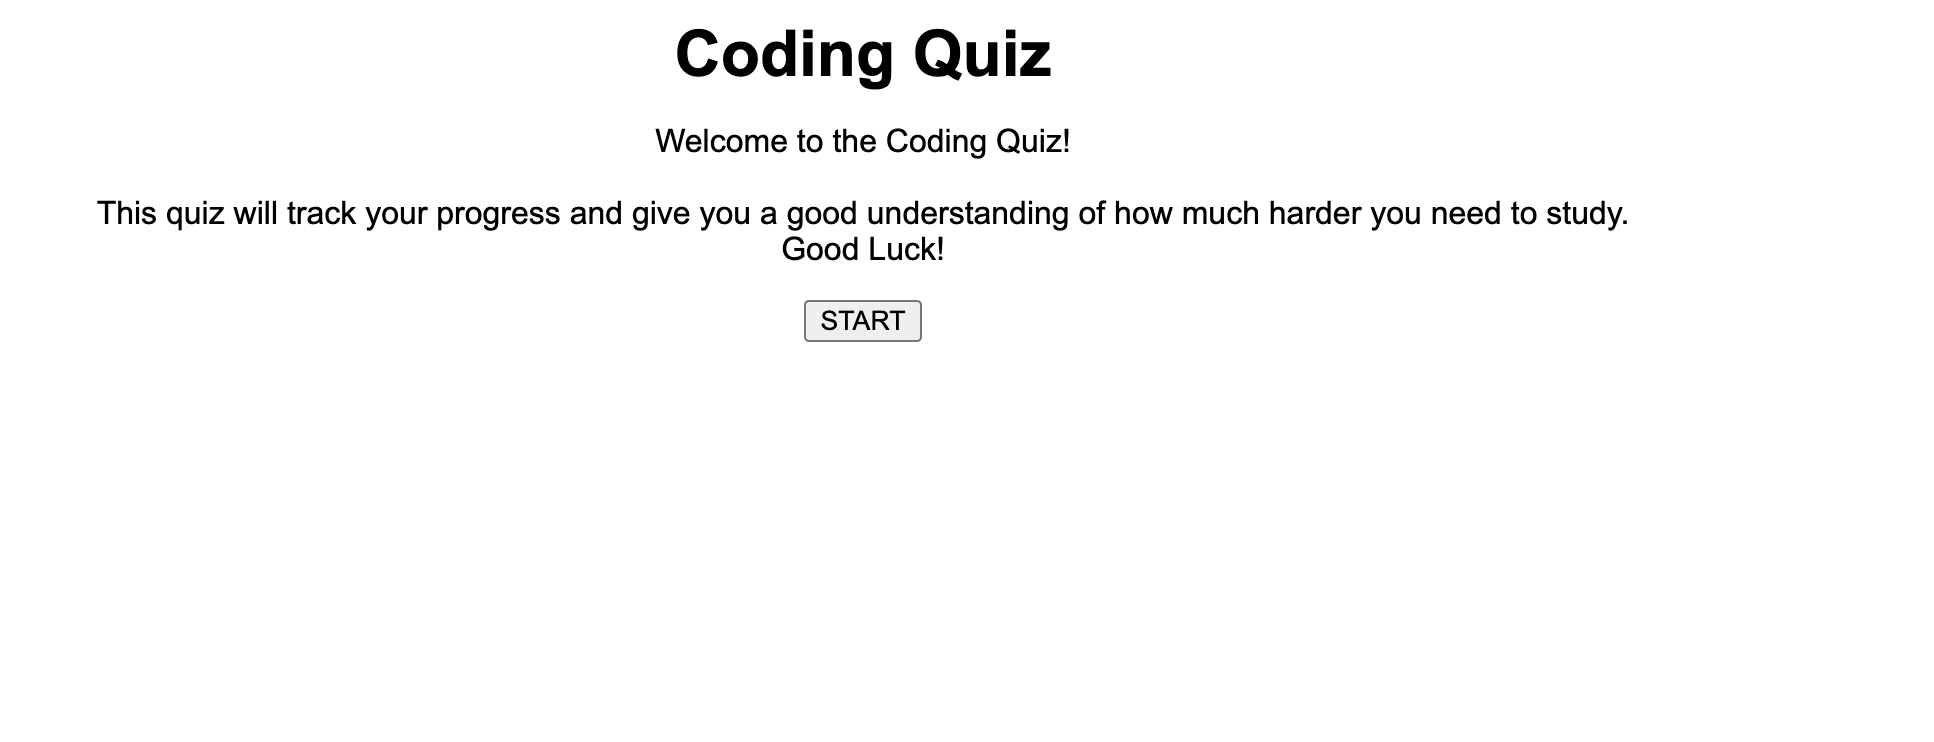 Coding Quiz
Welcome to the Coding Quiz!
This quiz will track your progress and give you a good understanding of how much harder you need to study.
Good Luck!
START